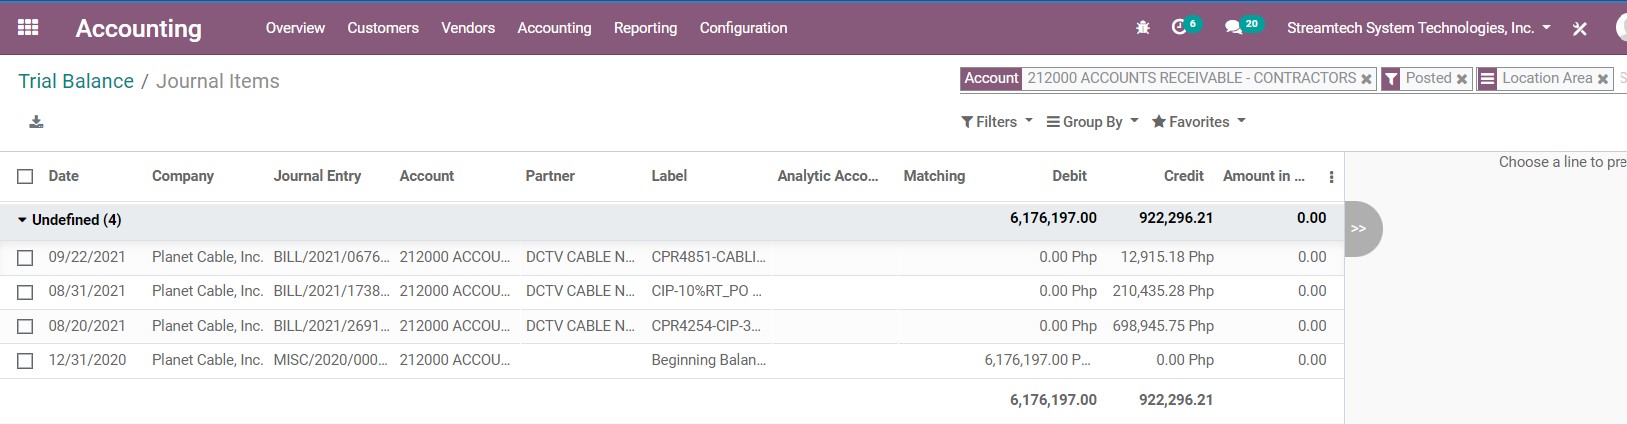 Accounting Overview Customers Vendors Accounting Reporting Configuration 6 20 Streamtech System Technologies, Inc.
Trial Balance / Journal Items
Account 212000 ACCOUNTS RECEIVABLE - CONTRACTORS × Posted × Location Area × S
Filters Group By Favorites
Choose a line to pre
Date Company Journal Entry Account Partner Label Analytic Acco... Matching Debit Credit Amount in ...
Undefined (4) 6,176,197.00 922,296.21 0.00
>>
09/22/2021 Planet Cable, Inc. BILL/2021/0676... 212000 ACCOU... DCTV CABLE N... CPR4851-CABLI... 0.00 Php 12,915.18 Php 0.00
08/31/2021 Planet Cable, Inc. BILL/2021/1738... 212000 ACCOU... DCTV CABLE N... CIP-10%RT_PO ... 0.00 Php 210,435.28 Php 0.00
08/20/2021 Planet Cable, Inc. BILL/2021/2691... 212000 ACCOU... DCTV CABLE N... CPR4254-CIP-3... 0.00 Php 698,945.75 Php 0.00
12/31/2020 Planet Cable, Inc. MISC/2020/000... 212000 ACCOU... Beginning Balan... 6,176,197.00 P... 0.00 Php 0.00
6,176,197.00 922,296.21